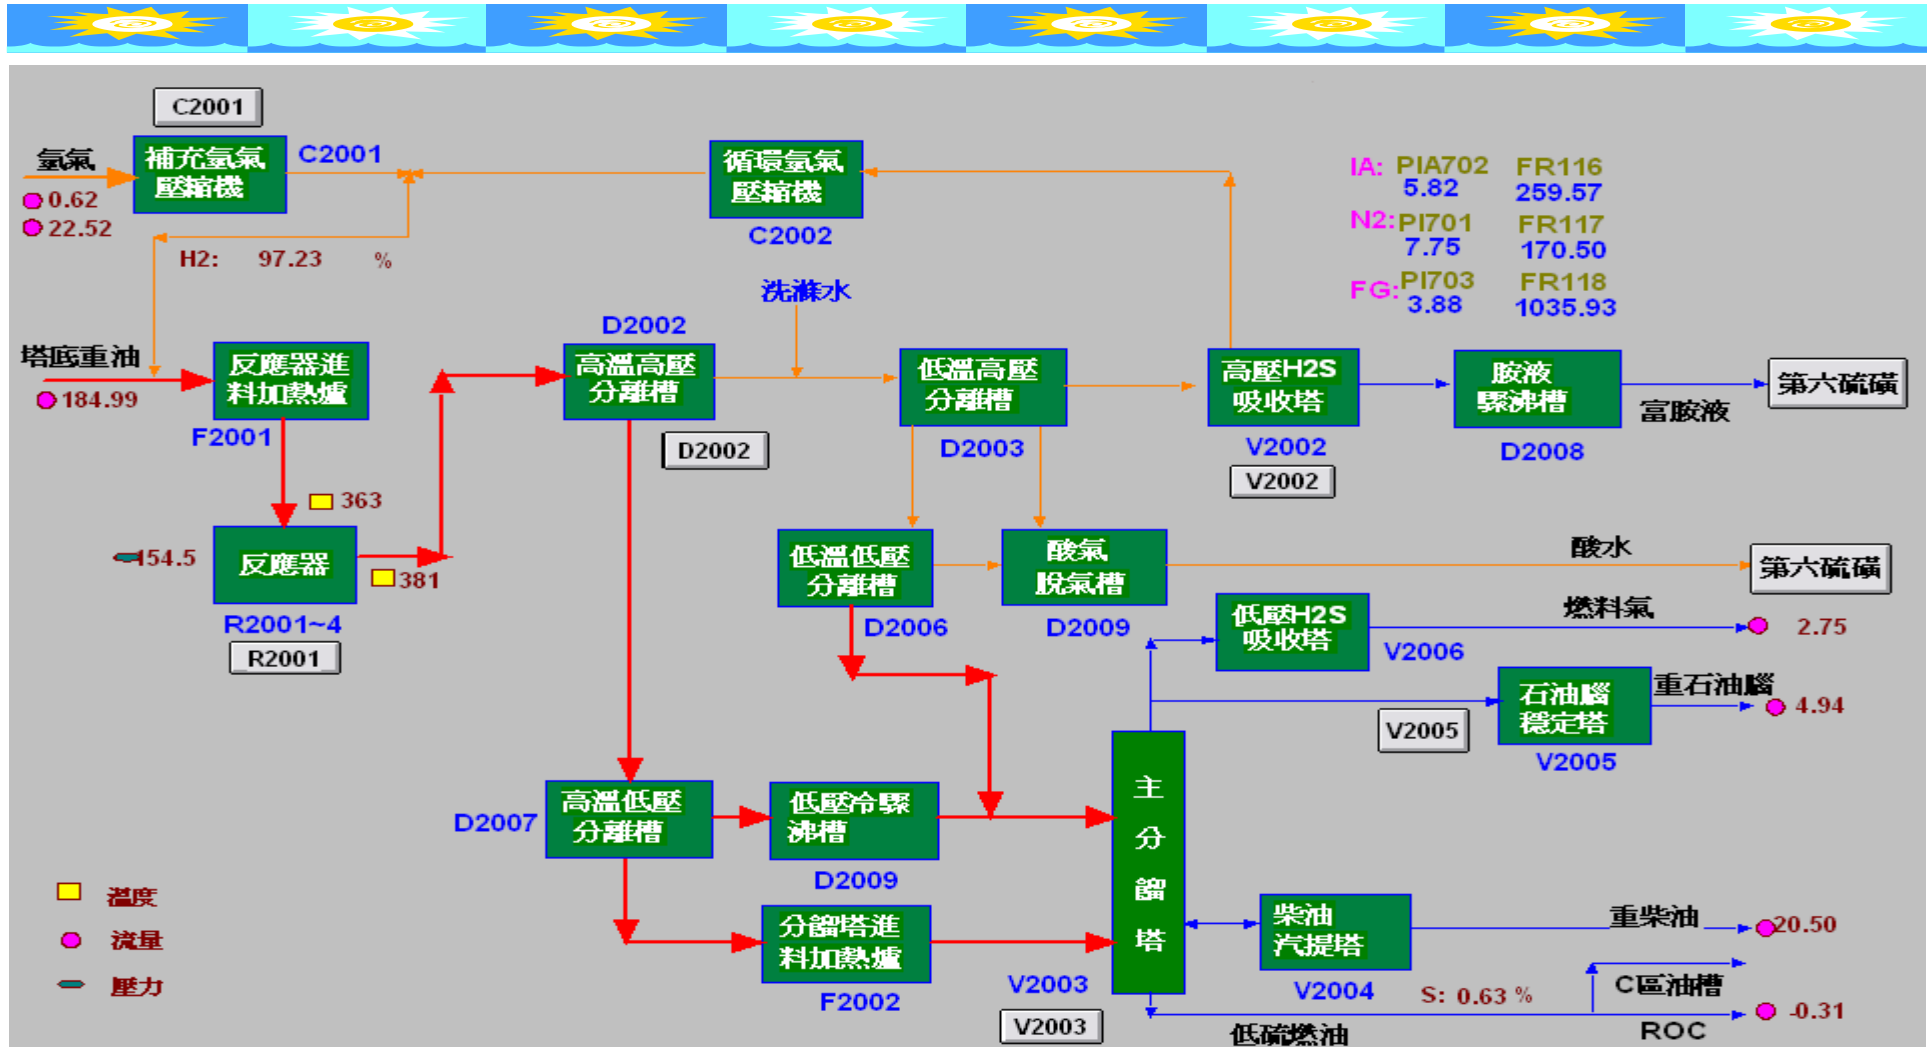 C2001
氫氣
補充氫氣
壓縮機
C2001
0.62
22.52
H2: 97.23 %
循環氫氣
壓縮機
C2002
IA: PIA702 FR116
5.82 259.57
N2: PI701 FR117
7.75 170.50
FG: PI703 FR118
3.88 1035.93
洗滌水
塔底重油
184.99
反應器進
料加熱爐
F2001
D2002
高溫高壓
分離槽
D2002
低溫高壓
分離槽
D2003
高壓H2S
吸收塔
V2002
V2002
胺液
驟沸槽
D2008
富胺液
第六硫磺
363
154.5
反應器
381
R2001~4
R2001
低溫低壓
分離槽
D2006
酸氣
脫氣槽
D2009
酸水
第六硫磺
低壓H2S
吸收塔
V2006
燃料氣
2.75
石油腦
穩定塔
V2005
V2005
重石油腦
4.94
D2007
高溫低壓
分離槽
低壓冷驟
沸槽
D2009
分餾塔進
料加熱爐
F2002
主
分
餾
塔
V2003
V2003
柴油
汽提塔
V2004
重柴油
20.50
S: 0.63 %
C區油槽
低硫燃油
ROC
-0.31
溫度
流量
壓力